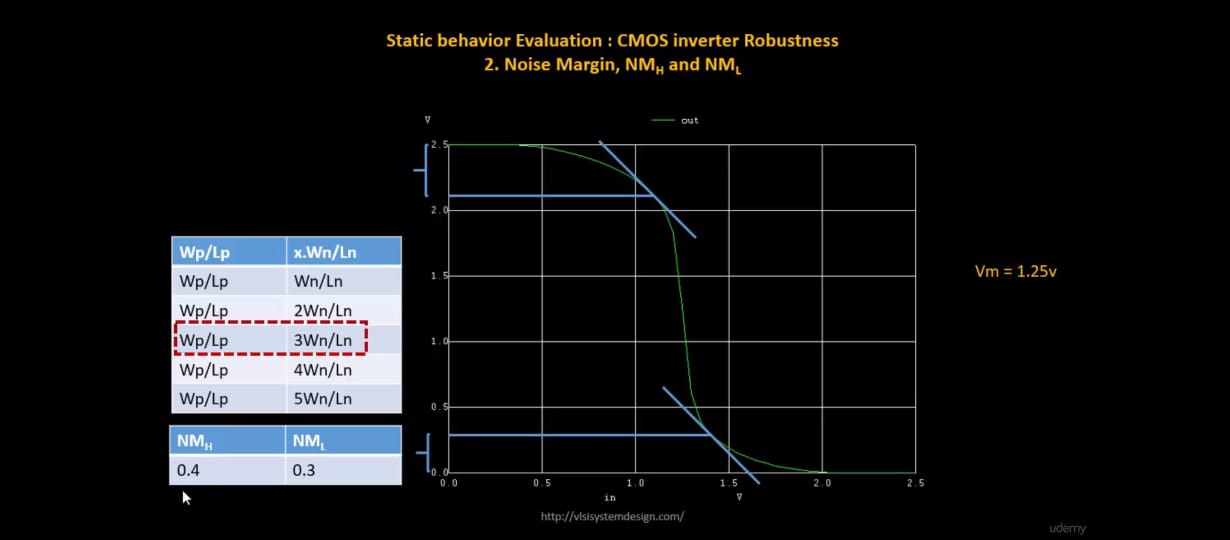 Static behavior Evaluation : CMOS inverter Robustness
2. Noise Margin, NMH and NML
V
out
2.5
2.0
1.5
1.0
0.5
0.0
0.0 0.5 1.0 1.5 2.0 2.5
in V
Wp/Lp x.Wn/Ln
Wp/Lp Wn/Ln
Wp/Lp 2Wn/Ln
Wp/Lp 3Wn/Ln
Wp/Lp 4Wn/Ln
Wp/Lp 5Wn/Ln
NMH NML
0.4 0.3
Vm = 1.25v
http://vlsisystemdesign.com/
udemy